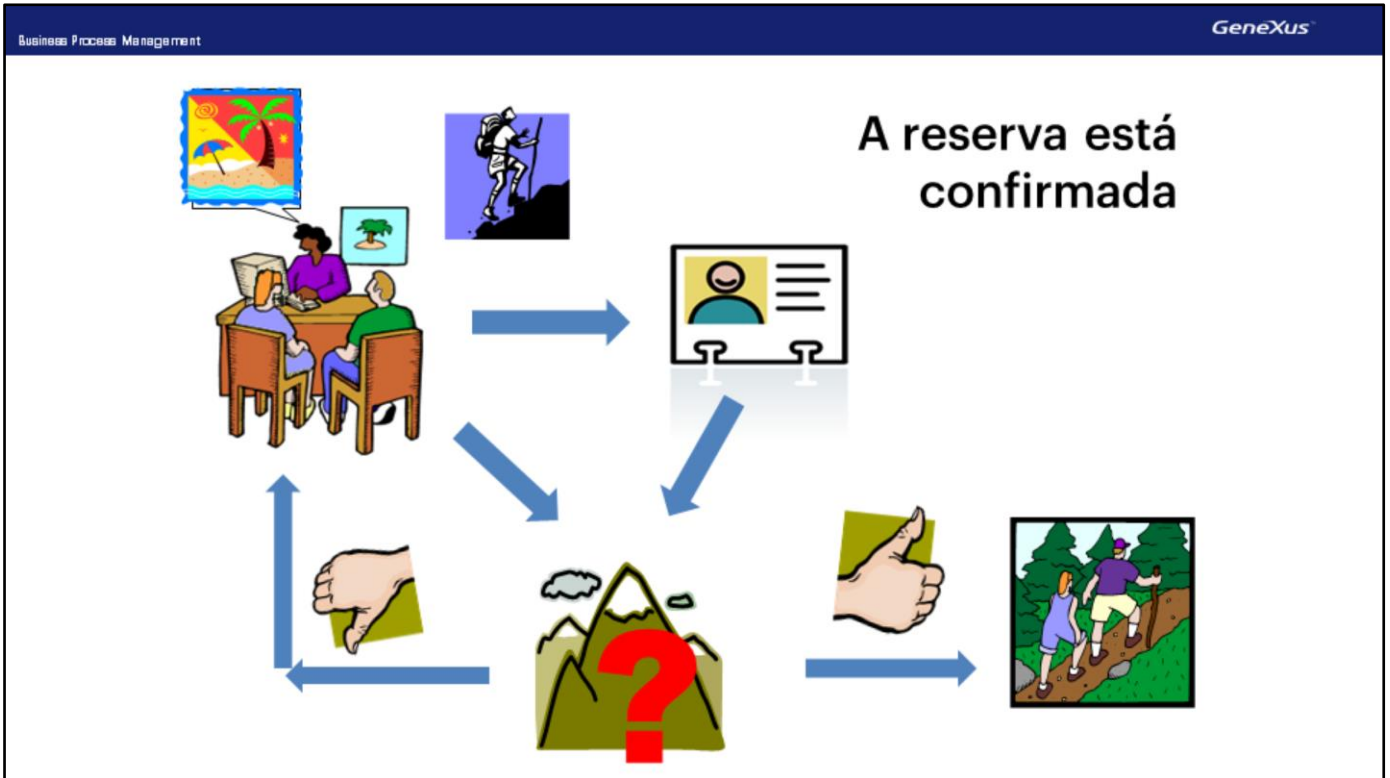 Business Process Management
GeneXus
A reserva está
confirmada
?